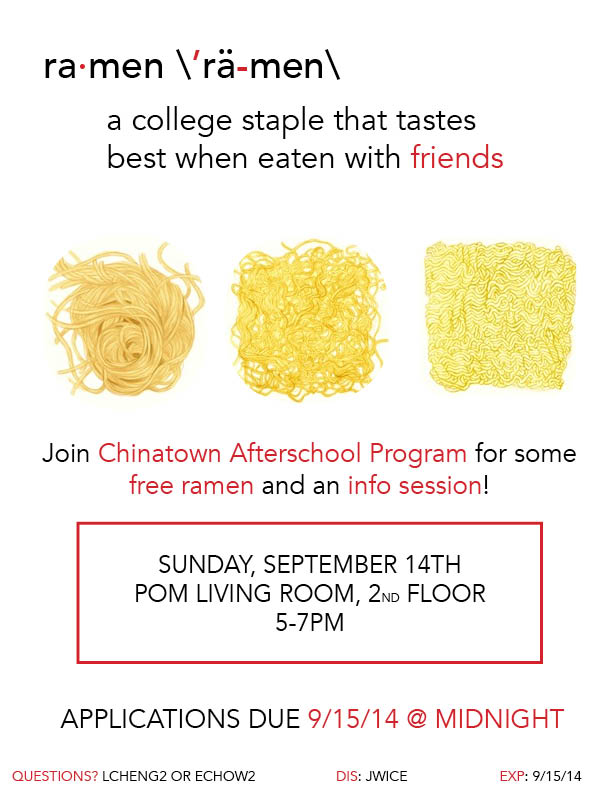 ra·men \'rä-men\
a college staple that tastes
best when eaten with friends
Join Chinatown Afterschool Program for some
free ramen and an info session!
SUNDAY, SEPTEMBER 14TH
POM LIVING ROOM, 2ND FLOOR
5-7PM
APPLICATIONS DUE 9/15/14 @ MIDNIGHT
QUESTIONS? LCHENG2 OR ECHOW2 DIS: JWICE EXP: 9/15/14